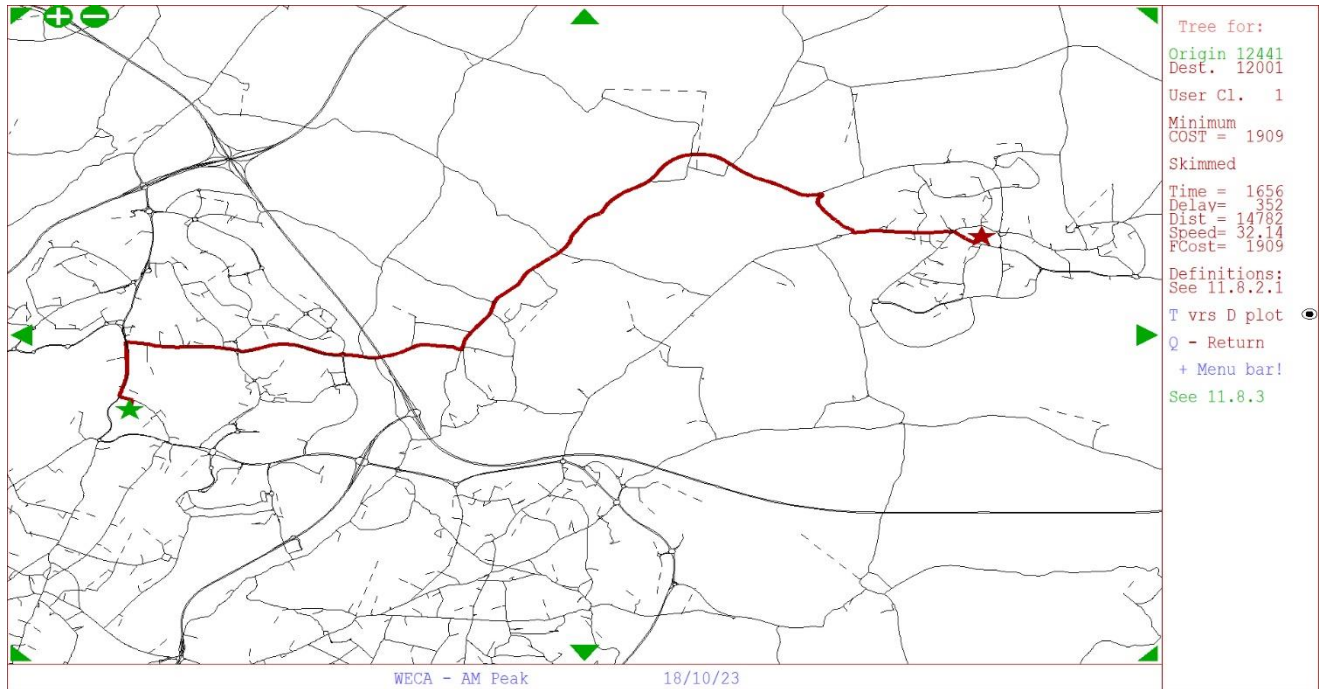 Tree for:
Origin 12441
Dest. 12001
User Cl. 1
Minimum
COST = 1909
Skimmed
Time = 1656
Delay= 352
Dist = 14782
Speed= 32.14
FCost= 1909
Definitions:
See 11.8.2.1
T vrs D plot
Q - Return
+ Menu bar!
See 11.8.3
WECA - AM Peak 18/10/23